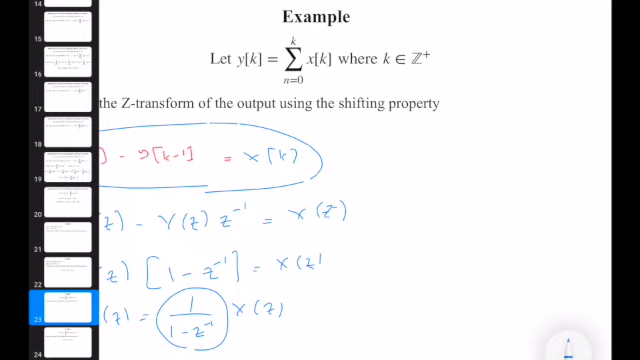 Example
Let y[k] = ∑_{n=0}^{k} x[k] where k ∈ ℤ⁺
the Z-transform of the output using the shifting property
] - y[k-1] = x[k]
z) - Y(z) z⁻¹ = X(z)
z) [1 - z⁻¹] = X(z)
(z) = 1/(1 - z⁻¹) X(z)
14
15
16
17
18
19
20
21
22
23
24